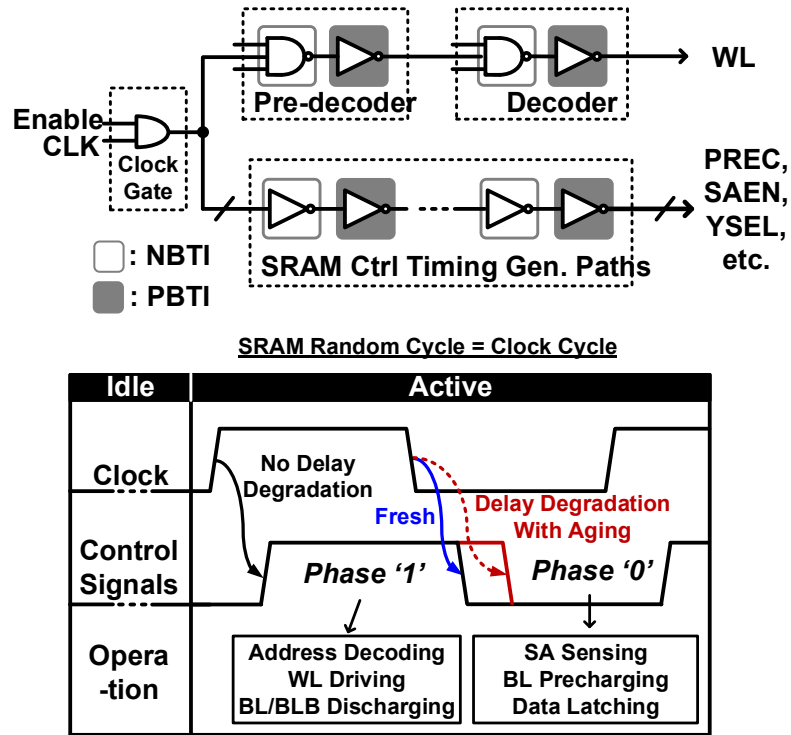 WL
Pre-decoder
Decoder
Enable
CLK
Clock
Gate
PREC,
SAEN,
YSEL,
etc.
: NBTI
: PBTI
SRAM Ctrl Timing Gen. Paths
SRAM Random Cycle = Clock Cycle
Idle
Active
Clock
No Delay
Degradation
Fresh
Delay Degradation
With Aging
Control
Signals
Phase ‘1’
Phase ‘0’
Opera
-tion
Address Decoding
WL Driving
BL/BLB Discharging
SA Sensing
BL Precharging
Data Latching